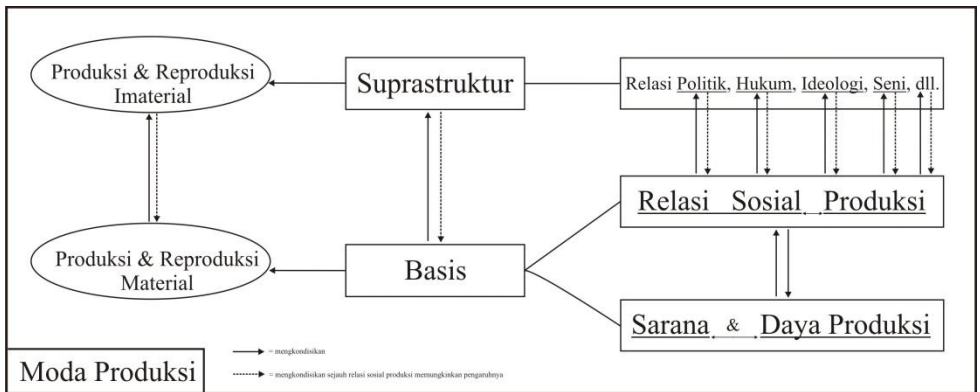 Produksi & Reproduksi
Imaterial
Suprastruktur
Relasi Politik, Hukum, Ideologi, Seni, dll.
Relasi Sosial Produksi
Produksi & Reproduksi
Material
Basis
Sarana & Daya Produksi
Moda Produksi
= mengkondisikan
= mengkondisikan sejauh relasi sosial produksi memungkinkan pengaruhnya